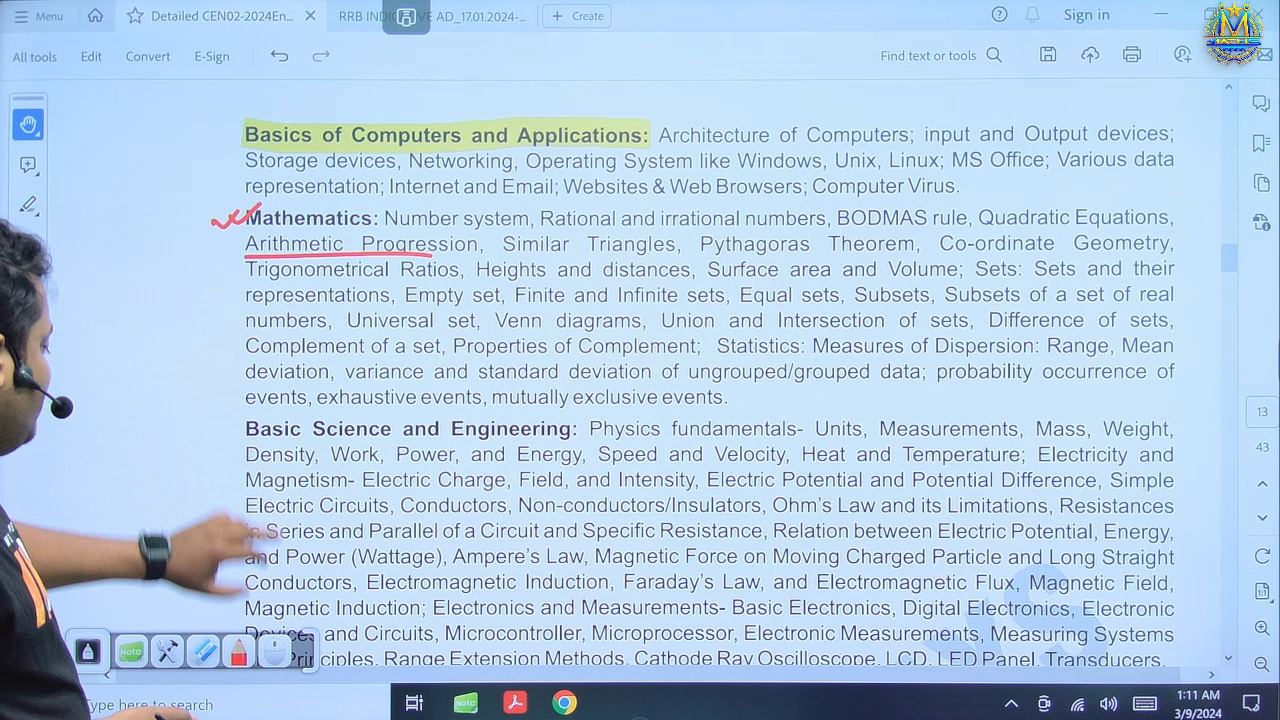 Menu
Detailed CEN02-2024En...
RRB INDIC
VE AD_17.01.2024-...
Create
Sign in
All tools
Edit
Convert
E-Sign
Find text or tools
Basics of Computers and Applications: Architecture of Computers; input and Output devices;
Storage devices, Networking, Operating System like Windows, Unix, Linux; MS Office; Various data
representation; Internet and Email; Websites & Web Browsers; Computer Virus.
Mathematics: Number system, Rational and irrational numbers, BODMAS rule, Quadratic Equations,
Arithmetic Progression, Similar Triangles, Pythagoras Theorem, Co-ordinate Geometry,
Trigonometrical Ratios, Heights and distances, Surface area and Volume; Sets: Sets and their
representations, Empty set, Finite and Infinite sets, Equal sets, Subsets, Subsets of a set of real
numbers, Universal set, Venn diagrams, Union and Intersection of sets, Difference of sets,
Complement of a set, Properties of Complement; Statistics: Measures of Dispersion: Range, Mean
deviation, variance and standard deviation of ungrouped/grouped data; probability occurrence of
events, exhaustive events, mutually exclusive events.
Basic Science and Engineering: Physics fundamentals- Units, Measurements, Mass, Weight,
Density, Work, Power, and Energy, Speed and Velocity, Heat and Temperature; Electricity and
Magnetism- Electric Charge, Field, and Intensity, Electric Potential and Potential Difference, Simple
Electric Circuits, Conductors, Non-conductors/Insulators, Ohm's Law and its Limitations, Resistances
in Series and Parallel of a Circuit and Specific Resistance, Relation between Electric Potential, Energy,
and Power (Wattage), Ampere's Law, Magnetic Force on Moving Charged Particle and Long Straight
Conductors, Electromagnetic Induction, Faraday's Law, and Electromagnetic Flux, Magnetic Field,
Magnetic Induction; Electronics and Measurements- Basic Electronics, Digital Electronics, Electronic
Devices and Circuits, Microcontroller, Microprocessor, Electronic Measurements, Measuring Systems
Principles, Range Extension Methods, Cathode Ray Oscilloscope, LCD, LED Panel, Transducers.
13
43
Note
Type here to search
Note
1:11 AM
3/9/2024